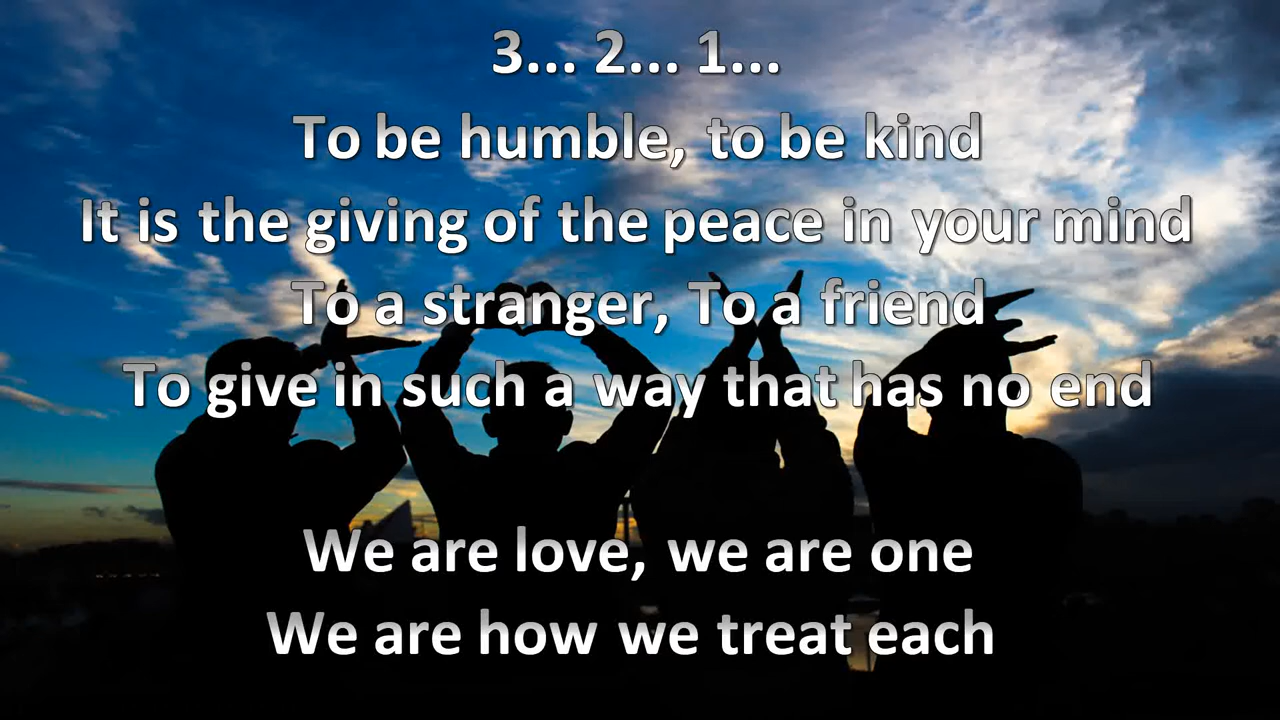 3... 2... 1...
To be humble, to be kind
It is the giving of the peace in your mind
To a stranger, To a friend
To give in such a way that has no end
We are love, we are one
We are how we treat each